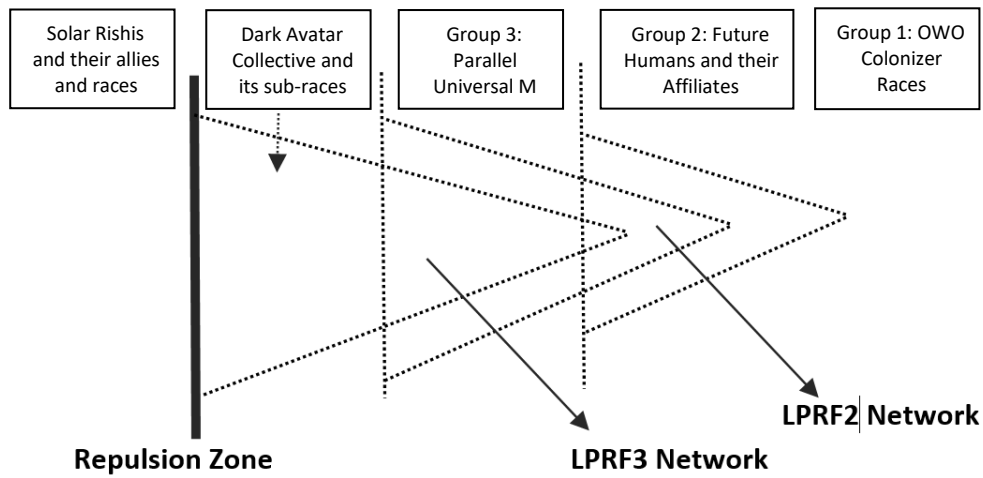 Solar Rishis
and their allies
and races
Dark Avatar
Collective and
its sub-races
Group 3:
Parallel
Universal M
Group 2: Future
Humans and their
Affiliates
Group 1: OWO
Colonizer
Races
LPRF2 Network
Repulsion Zone
LPRF3 Network